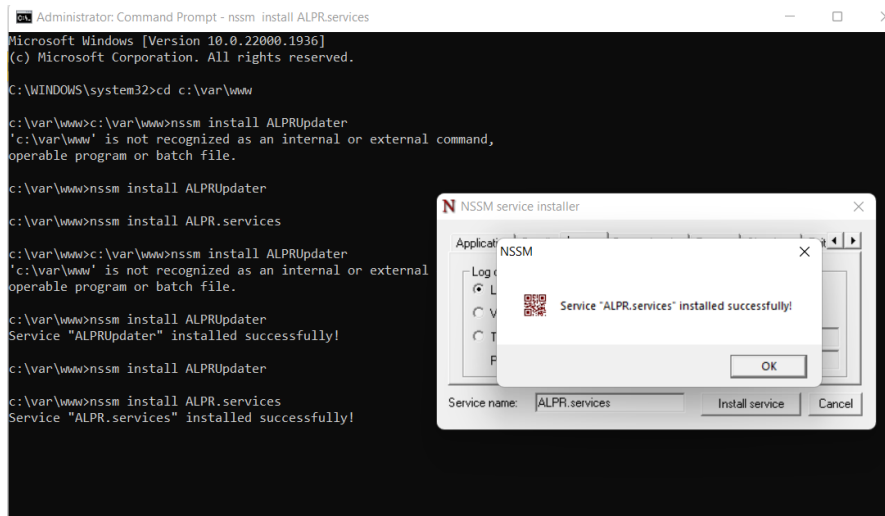 Administrator: Command Prompt - nssm install ALPR.services
Microsoft Windows [Version 10.0.22000.1936]
(c) Microsoft Corporation. All rights reserved.
C:\WINDOWS\system32>cd c:\var\www
c:\var\www>c:\var\www>nssm install ALPRUpdater
'c:\var\www' is not recognized as an internal or external command,
operable program or batch file.
c:\var\www>nssm install ALPRUpdater
c:\var\www>nssm install ALPR.services
c:\var\www>c:\var\www>nssm install ALPRUpdater
'c:\var\www' is not recognized as an internal or external
operable program or batch file.
c:\var\www>nssm install ALPRUpdater
Service "ALPRUpdater" installed successfully!
c:\var\www>nssm install ALPRUpdater
c:\var\www>nssm install ALPR.services
Service "ALPR.services" installed successfully!
NSSM service installer
NSSM
Service "ALPR.services" installed successfully!
OK
Service name: ALPR.services Install service Cancel